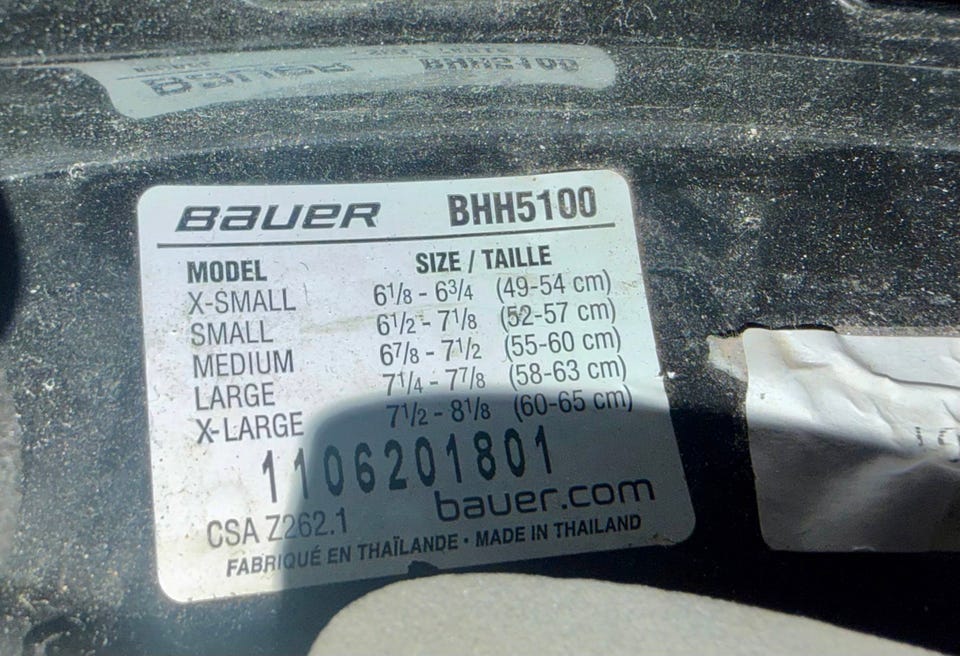 BAUER BHH5100
BAUER BHH5100
MODEL SIZE / TAILLE
X-SMALL 6 1/8 - 6 3/4 (49-54 cm)
SMALL 6 1/2 - 7 1/8 (52-57 cm)
MEDIUM 6 7/8 - 7 1/2 (55-60 cm)
LARGE 7 1/4 - 7 7/8 (58-63 cm)
X-LARGE 7 1/2 - 8 1/8 (60-65 cm)
1106201801
CSA Z262.1 bauer.com
FABRIQUÉ EN THAÏLANDE • MADE IN THAILAND